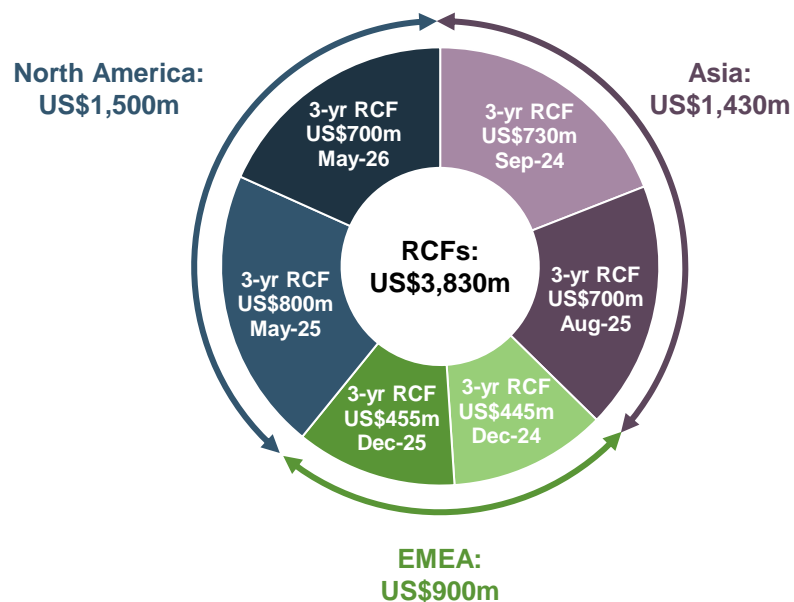 North America:
US$1,500m
Asia:
US$1,430m
3-yr RCF
US$700m
May-26
3-yr RCF
US$730m
Sep-24
RCFs:
US$3,830m
3-yr RCF
US$800m
May-25
3-yr RCF
US$700m
Aug-25
3-yr RCF
US$455m
Dec-25
3-yr RCF
US$445m
Dec-24
EMEA:
US$900m